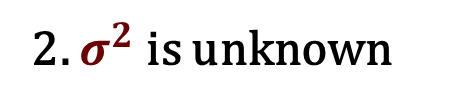 2. σ² is unknown